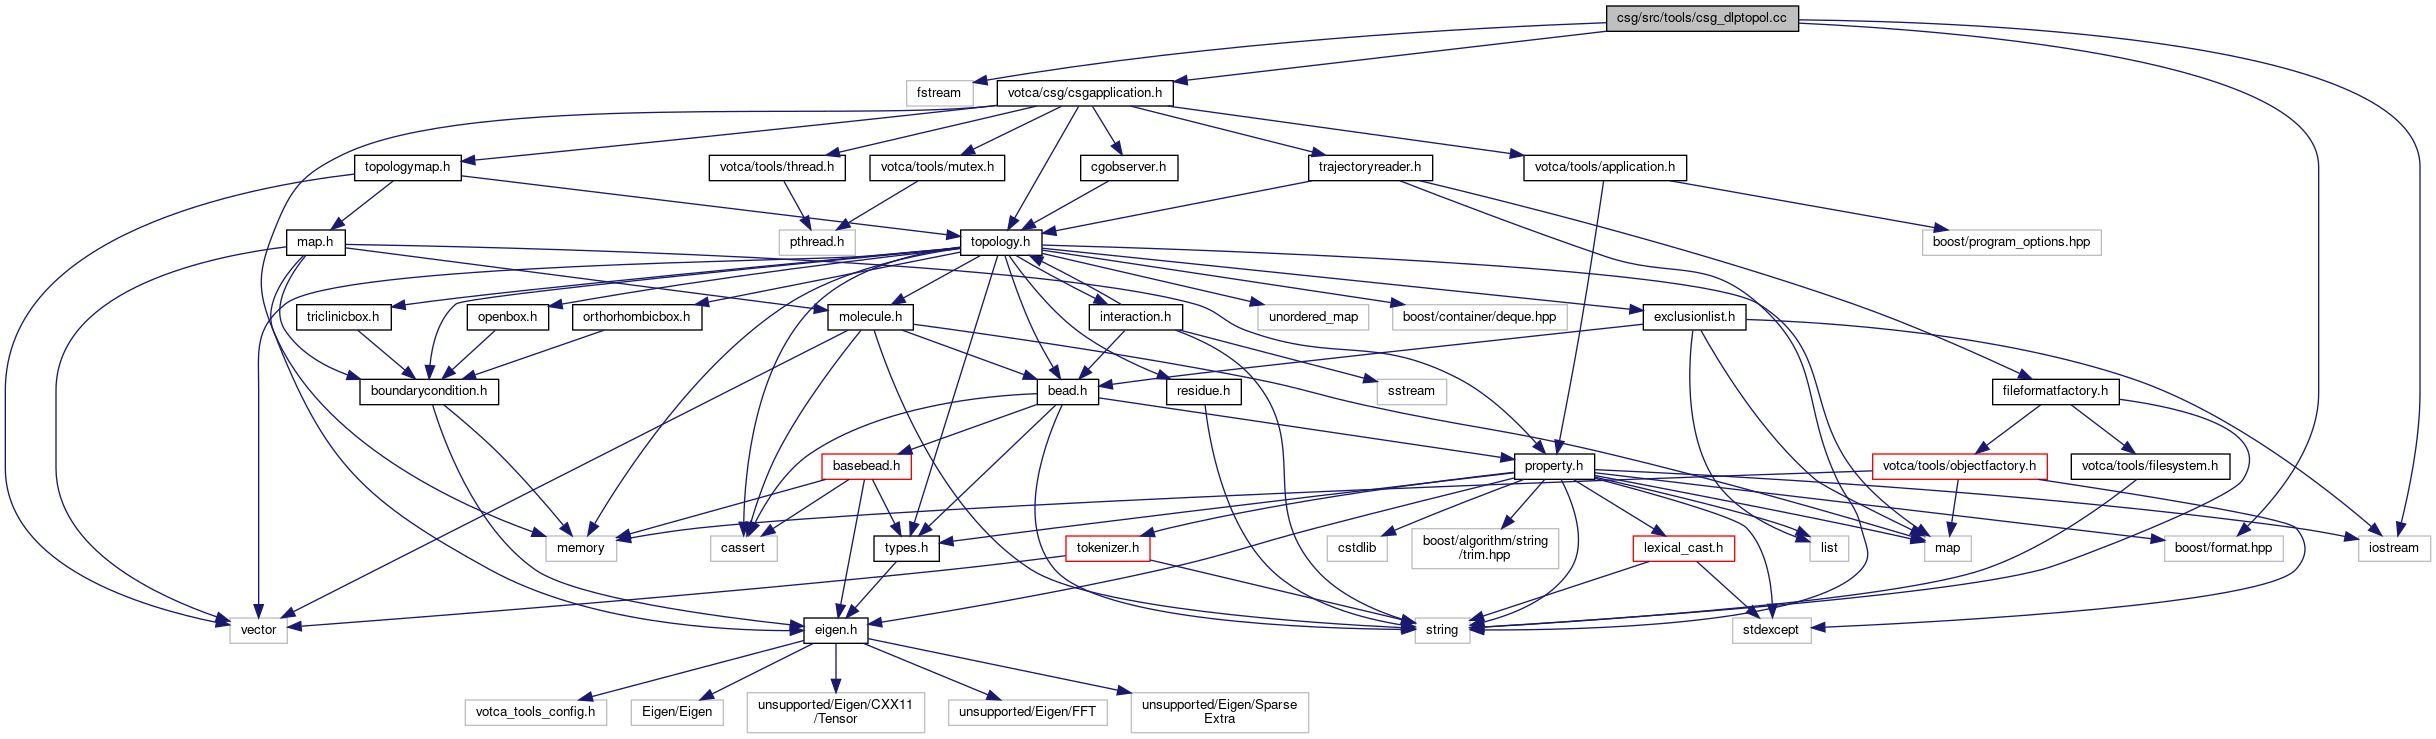 csg/src/tools/csg_dlptopol.cc
fstream
votca/csg/csgapplication.h
topologymap.h
votca/tools/thread.h
votca/tools/mutex.h
cgobserver.h
trajectoryreader.h
votca/tools/application.h
map.h
pthread.h
topology.h
boost/program_options.hpp
triclinicbox.h
openbox.h
orthorhombicbox.h
molecule.h
interaction.h
unordered_map
boost/container/deque.hpp
exclusionlist.h
boundarycondition.h
bead.h
residue.h
sstream
fileformatfactory.h
basebead.h
property.h
votca/tools/objectfactory.h
votca/tools/filesystem.h
memory
cassert
types.h
tokenizer.h
cstdlib
boost/algorithm/string
/trim.hpp
lexical_cast.h
list
map
boost/format.hpp
iostream
vector
eigen.h
string
stdexcept
votca_tools_config.h
Eigen/Eigen
unsupported/Eigen/CXX11
/Tensor
unsupported/Eigen/FFT
unsupported/Eigen/Sparse
Extra